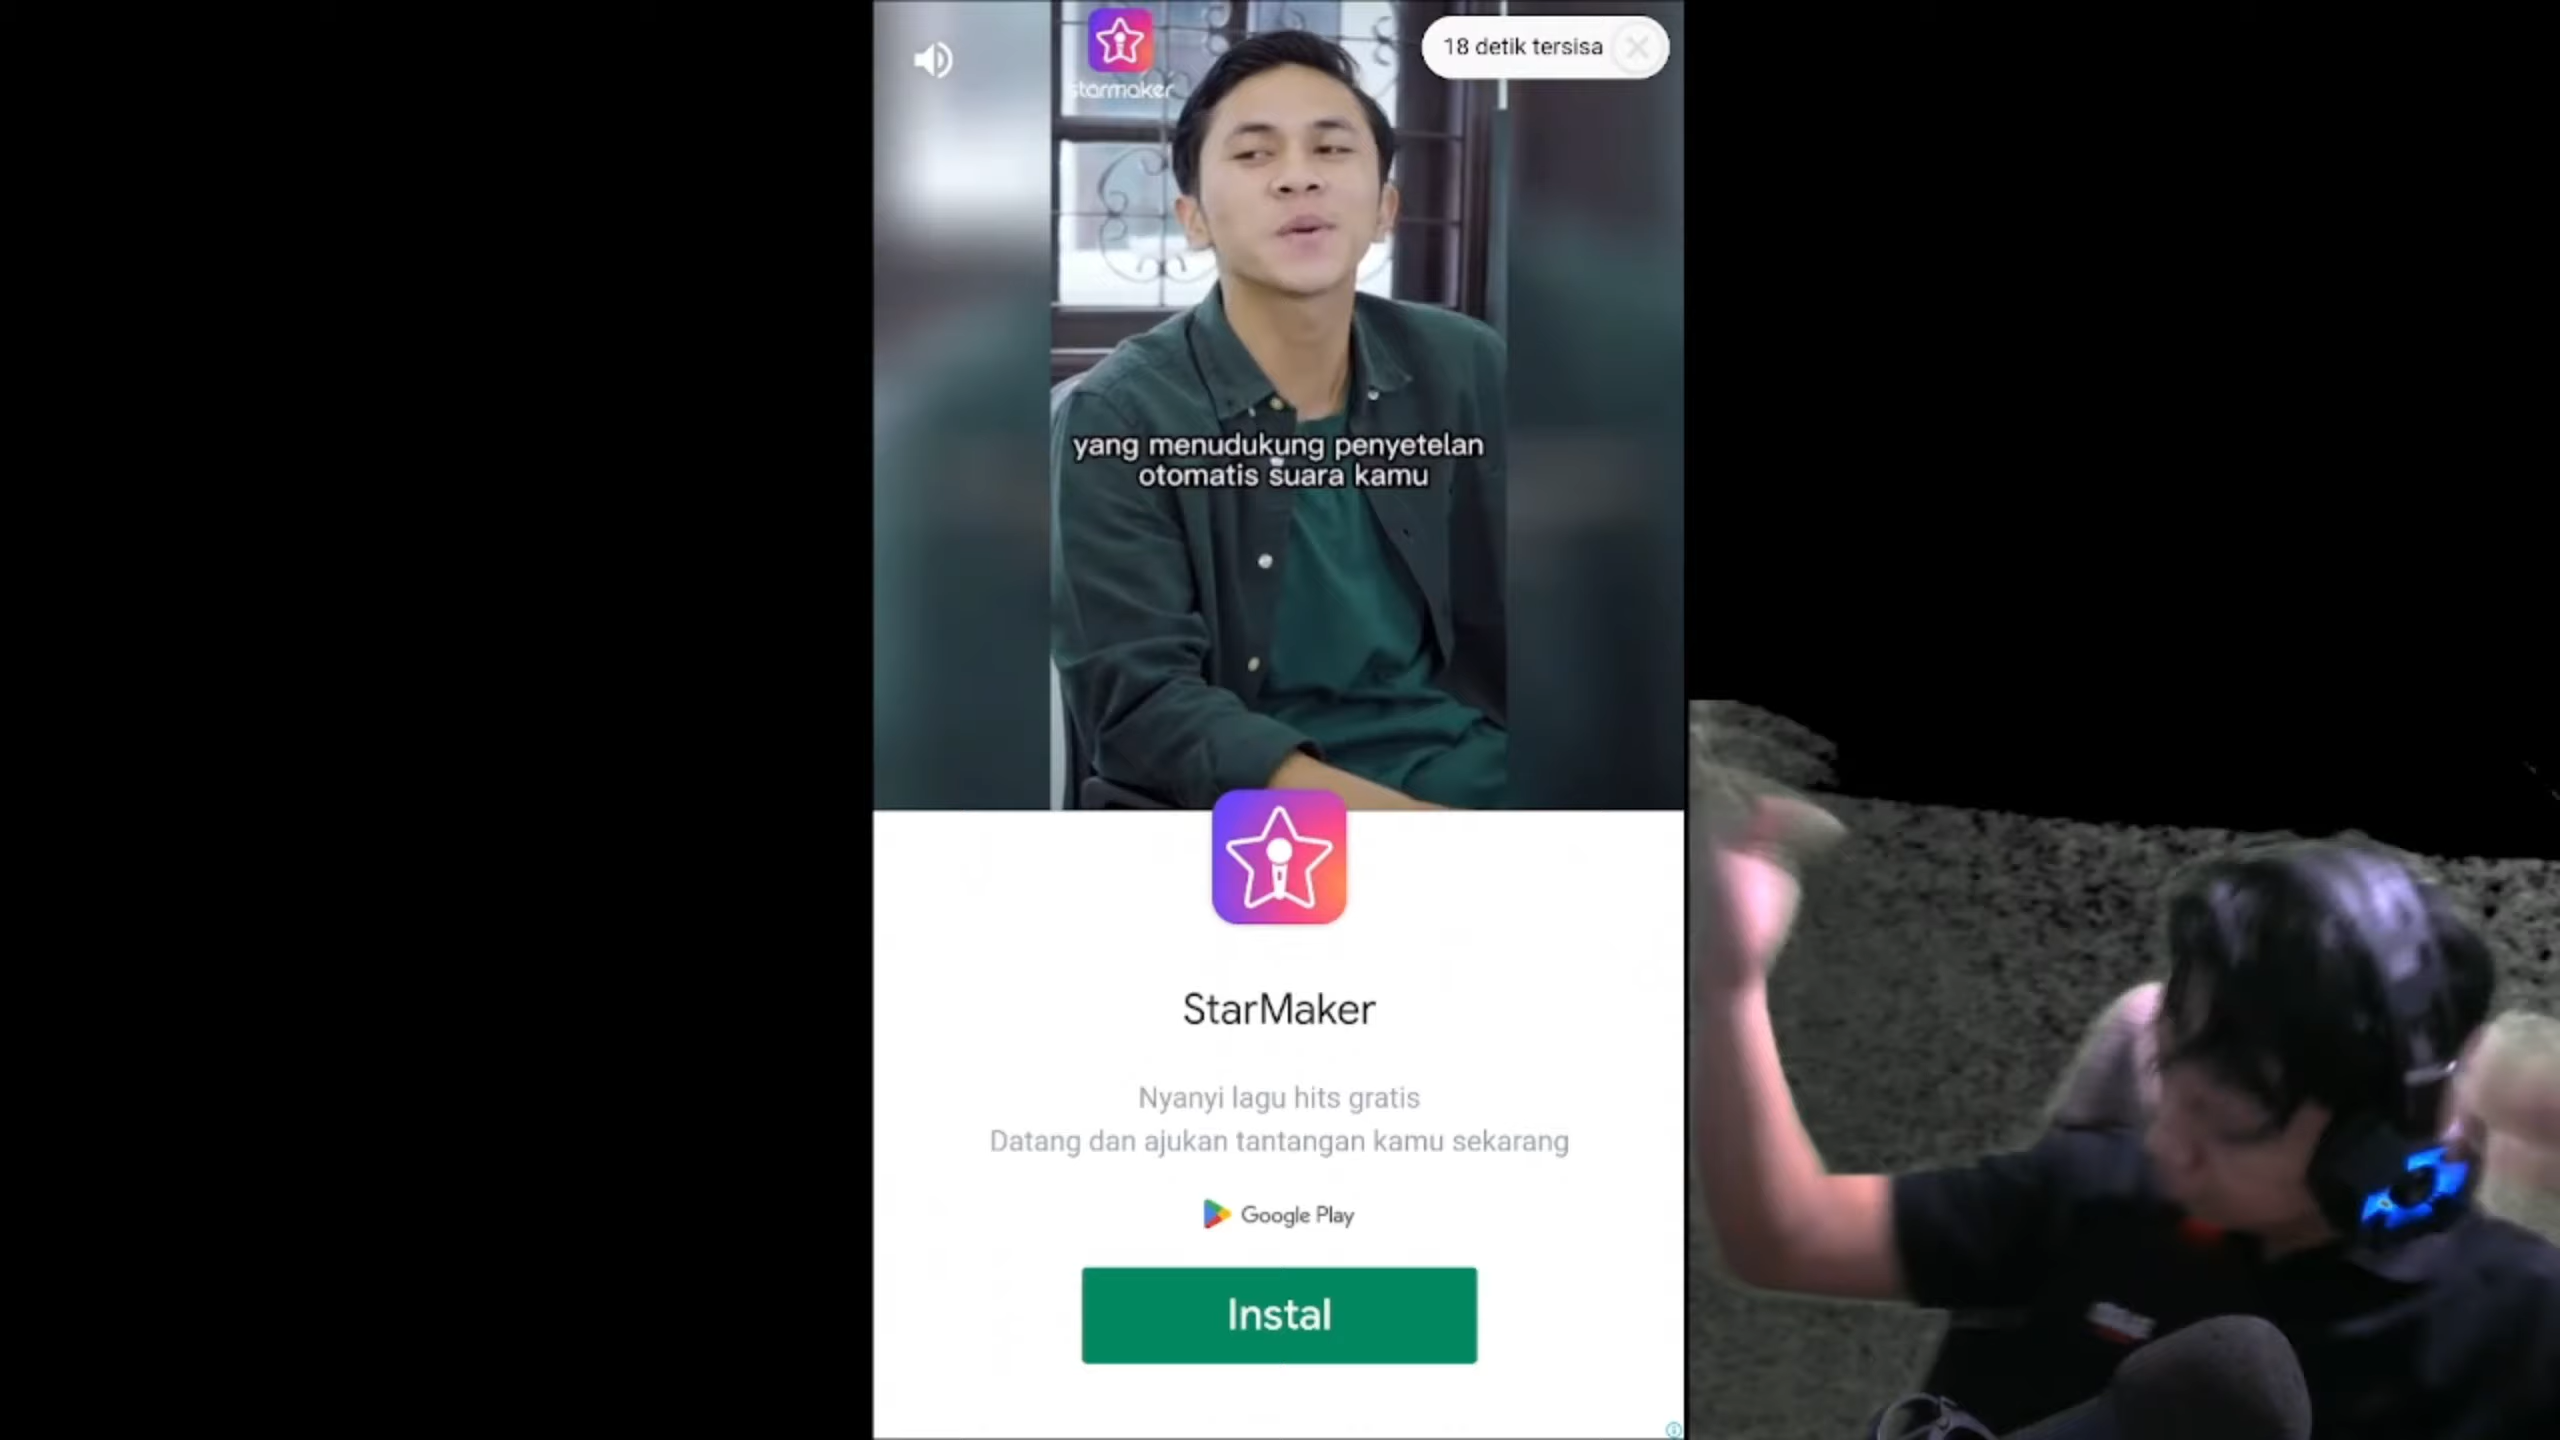 starmaker
18 detik tersisa
yang menudukung penyetelan
otomatis suara kamu
StarMaker
Nyanyi lagu hits gratis
Datang dan ajukan tantangan kamu sekarang
Google Play
Instal